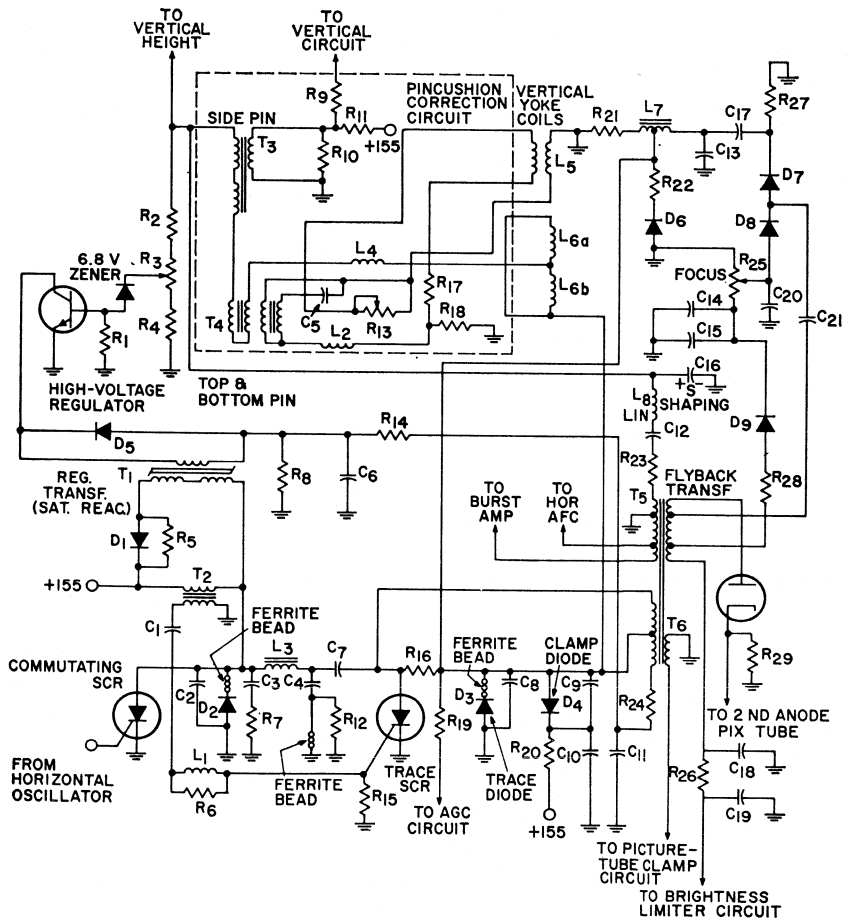 TO
VERTICAL
HEIGHT
TO
VERTICAL
CIRCUIT
R9
R11
+155
PINCUSHION
CORRECTION
CIRCUIT
SIDE PIN
T3
R10
VERTICAL
YOKE
COILS
R21
L7
C17
R27
C13
L5
R22
D7
D6
D8
R2
R3
R4
6.8 V
ZENER
R1
L4
L6a
L6b
R17
FOCUS
R25
C20
C21
T4
C5
R13
R18
L2
C14
C15
C16
+S-
SHAPING
HIGH-VOLTAGE
REGULATOR
TOP &
BOTTOM PIN
L8
LIN
C12
D9
D5
R14
R23
R8
C6
T1
REG.
TRANSF.
(SAT. REAC.)
TO
BURST
AMP
TO
HOR
AFC
T5
FLYBACK
TRANSF
R28
D1
R5
+155
T2
C1
FERRITE
BEAD
L3
C7
R16
FERRITE
BEAD
CLAMP
DIODE
T6
R29
COMMUTATING
SCR
C2
D2
C3
C4
R7
R12
D3
C8
D4
C9
R24
R19
R20
C10
C11
TO 2 ND ANODE
PIX TUBE
FROM
HORIZONTAL
OSCILLATOR
L1
R6
FERRITE
BEAD
TRACE
SCR
R15
TRACE
DIODE
TO AGC
CIRCUIT
+155
R26
C18
C19
TO PICTURE-
TUBE CLAMP
CIRCUIT
TO BRIGHTNESS
LIMITER CIRCUIT